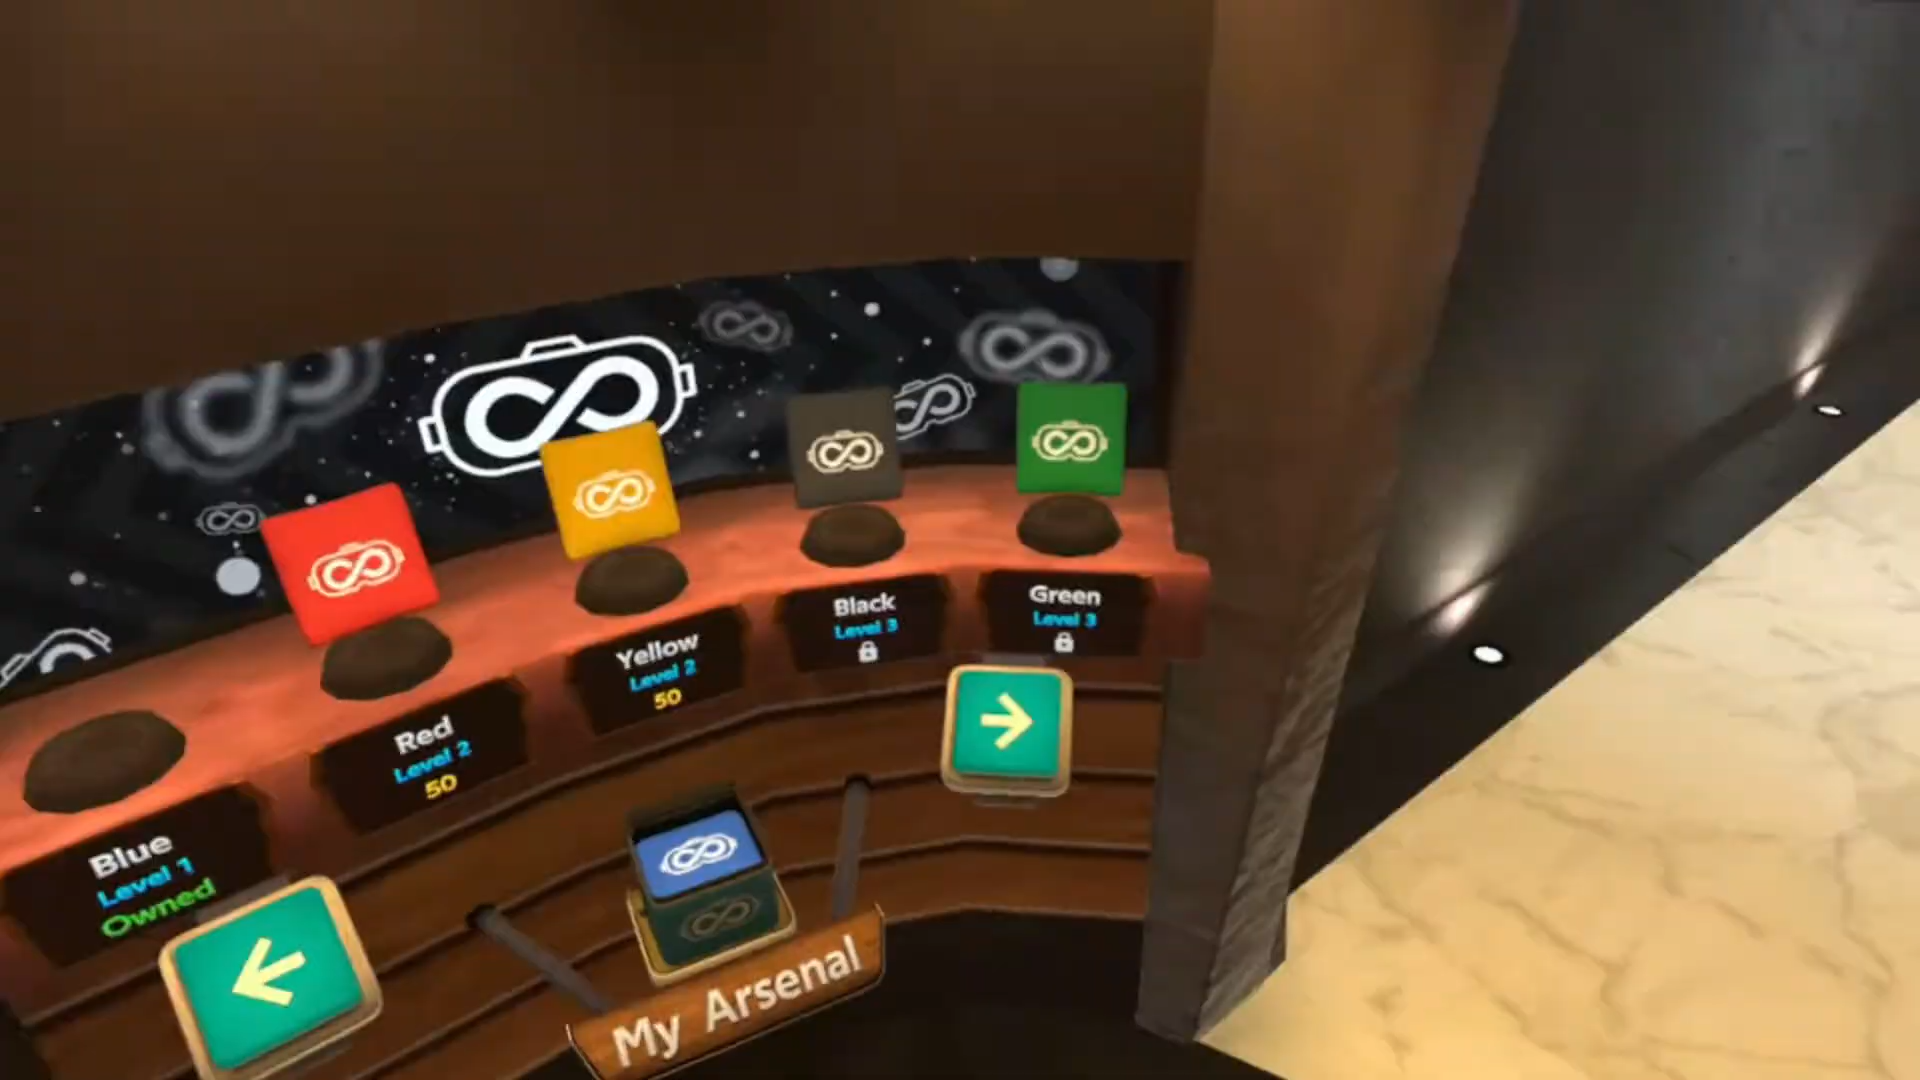 Blue
Level 1
Owned
Red
Level 2
50
Yellow
Level 2
50
Black
Level 3
Green
Level 3
My Arsenal